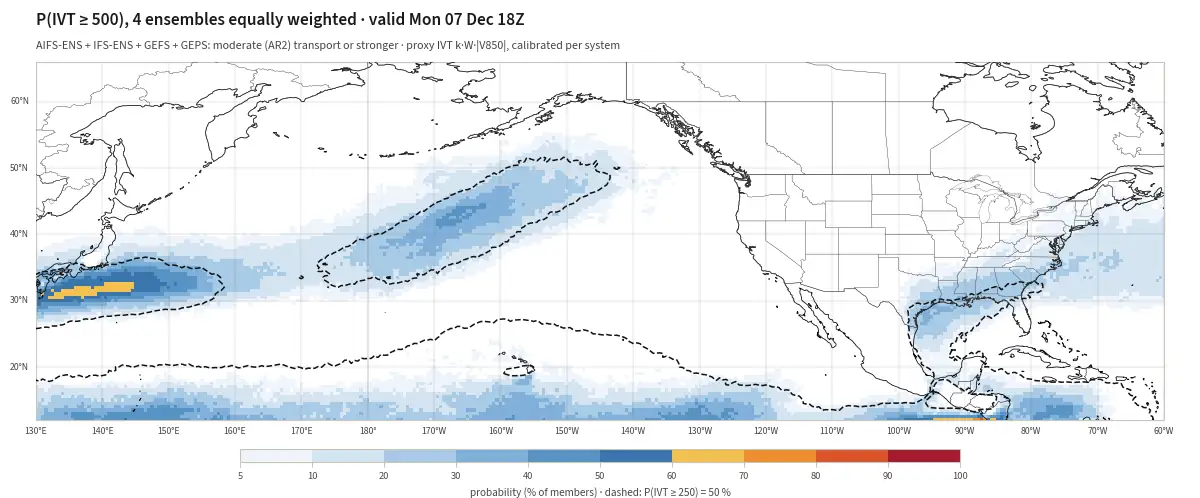 P(IVT ≥ 500), 4 ensembles equally weighted · valid Mon 07 Dec 18Z
AIFS-ENS + IFS-ENS + GEFS + GEPS: moderate (AR2) transport or stronger · proxy IVT k·W·|V850|, calibrated per system
60°N
50°N
40°N
30°N
20°N
130°E 140°E 150°E 160°E 170°E 180° 170°W 160°W 150°W 140°W 130°W 120°W 110°W 100°W 90°W 80°W 70°W 60°W
5 10 20 30 40 50 60 70 80 90 100
probability (% of members) · dashed: P(IVT ≥ 250) = 50 %